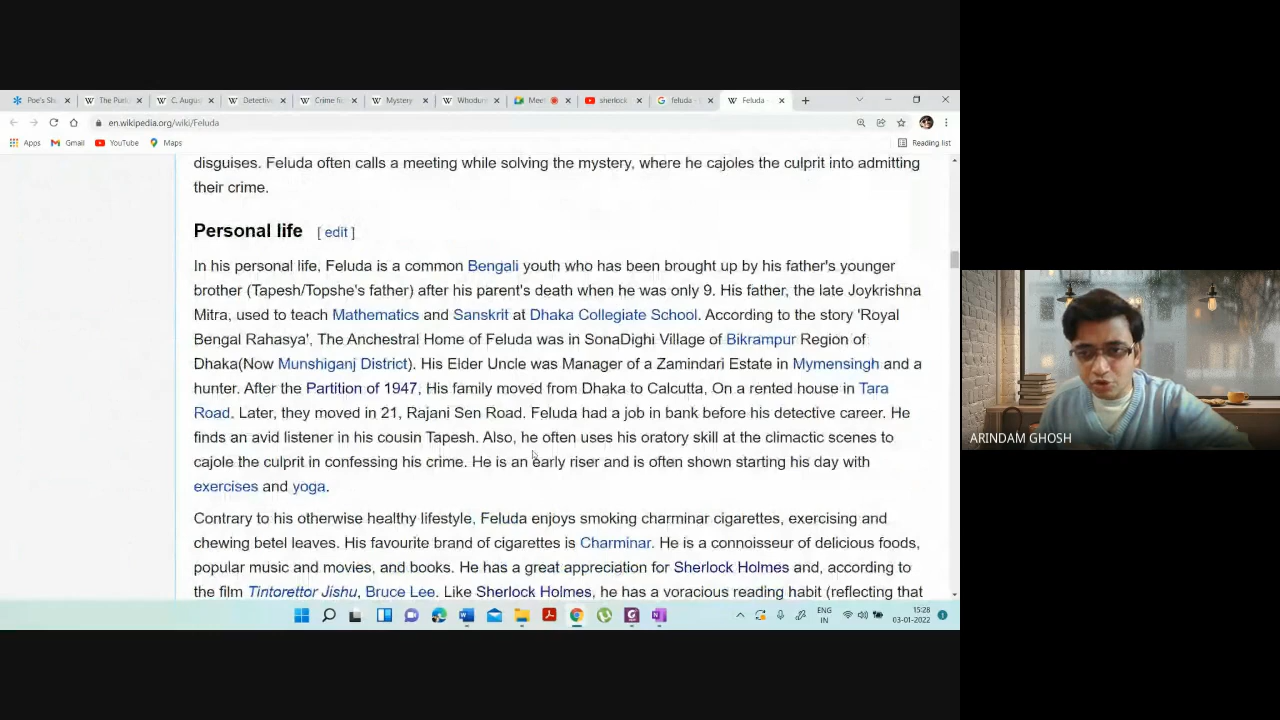 Poe's Sh
The Purlo
C. Augus
Detective
Crime fic
Mystery
Whodun
Meet
sherlock
feluda
Feluda
en.wikipedia.org/wiki/Feluda
Apps
Gmail
YouTube
Maps
Reading list
disguises. Feluda often calls a meeting while solving the mystery, where he cajoles the culprit into admitting
their crime.
Personal life [ edit ]
In his personal life, Feluda is a common Bengali youth who has been brought up by his father's younger
brother (Tapesh/Topshe's father) after his parent's death when he was only 9. His father, the late Joykrishna
Mitra, used to teach Mathematics and Sanskrit at Dhaka Collegiate School. According to the story 'Royal
Bengal Rahasya', The Anchestral Home of Feluda was in SonaDighi Village of Bikrampur Region of
Dhaka(Now Munshiganj District). His Elder Uncle was Manager of a Zamindari Estate in Mymensingh and a
hunter. After the Partition of 1947, His family moved from Dhaka to Calcutta, On a rented house in Tara
Road. Later, they moved in 21, Rajani Sen Road. Feluda had a job in bank before his detective career. He
finds an avid listener in his cousin Tapesh. Also, he often uses his oratory skill at the climactic scenes to
cajole the culprit in confessing his crime. He is an early riser and is often shown starting his day with
exercises and yoga.
Contrary to his otherwise healthy lifestyle, Feluda enjoys smoking charminar cigarettes, exercising and
chewing betel leaves. His favourite brand of cigarettes is Charminar. He is a connoisseur of delicious foods,
popular music and movies, and books. He has a great appreciation for Sherlock Holmes and, according to
the film Tintorettor Jishu, Bruce Lee. Like Sherlock Holmes, he has a voracious reading habit (reflecting that
ENG
IN
15:28
03-01-2022
ARINDAM GHOSH